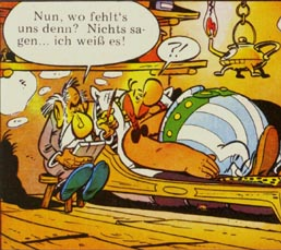 Nun, wo fehlt's
uns denn? Nichts sa-
gen... ich weiß es!
?!